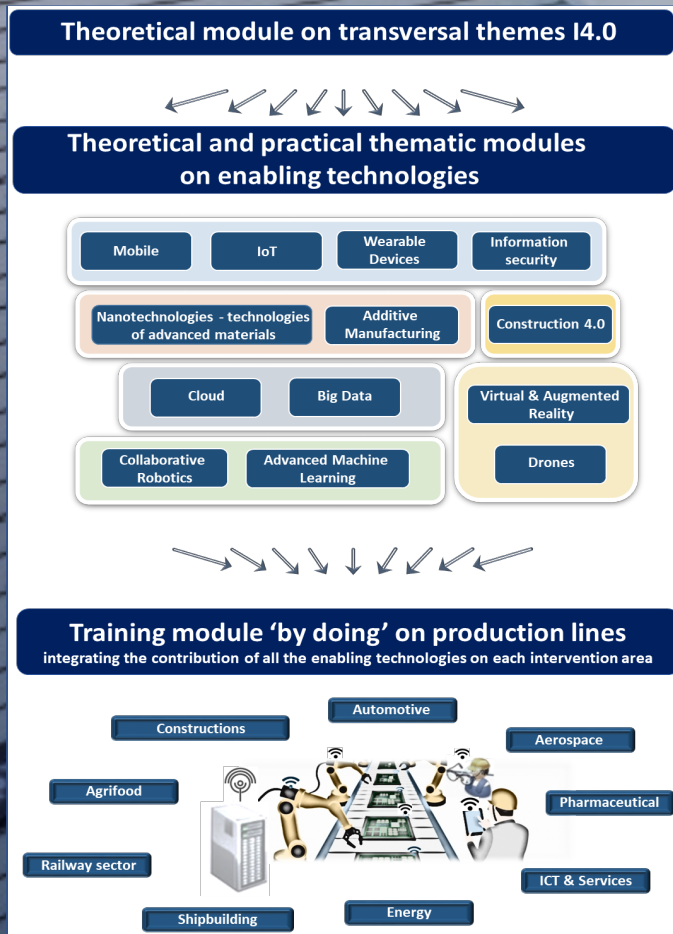 Theoretical module on transversal themes I4.0
Theoretical and practical thematic modules
on enabling technologies
Mobile
IoT
Wearable
Devices
Information
security
Nanotechnologies - technologies
of advanced materials
Additive
Manufacturing
Construction 4.0
Cloud
Big Data
Virtual & Augmented
Reality
Drones
Collaborative
Robotics
Advanced Machine
Learning
Training module ‘by doing’ on production lines
integrating the contribution of all the enabling technologies on each intervention area
Automotive
Constructions
Aerospace
Agrifood
Pharmaceutical
Railway sector
ICT & Services
Shipbuilding
Energy